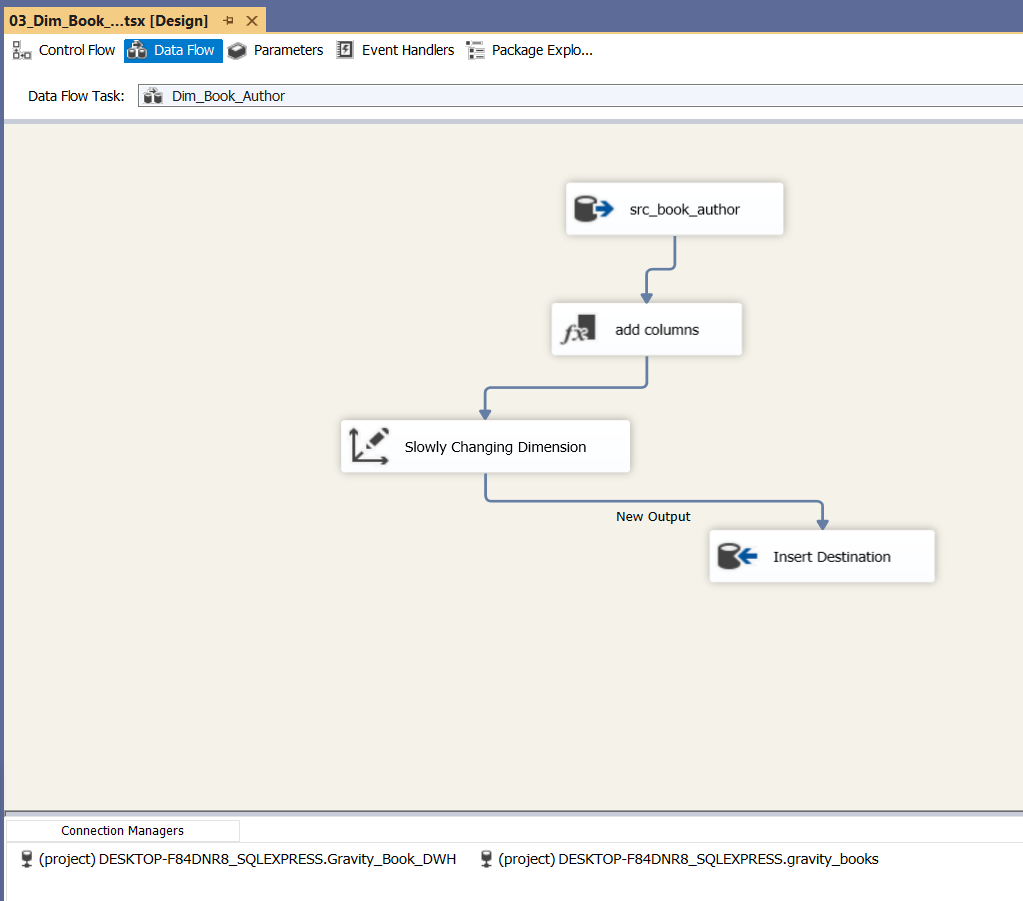 03_Dim_Book_...tsx [Design]
Control Flow Data Flow Parameters Event Handlers Package Explo...
Data Flow Task: Dim_Book_Author
src_book_author
add columns
Slowly Changing Dimension
New Output
Insert Destination
Connection Managers
(project) DESKTOP-F84DNR8_SQLEXPRESS.Gravity_Book_DWH (project) DESKTOP-F84DNR8_SQLEXPRESS.gravity_books